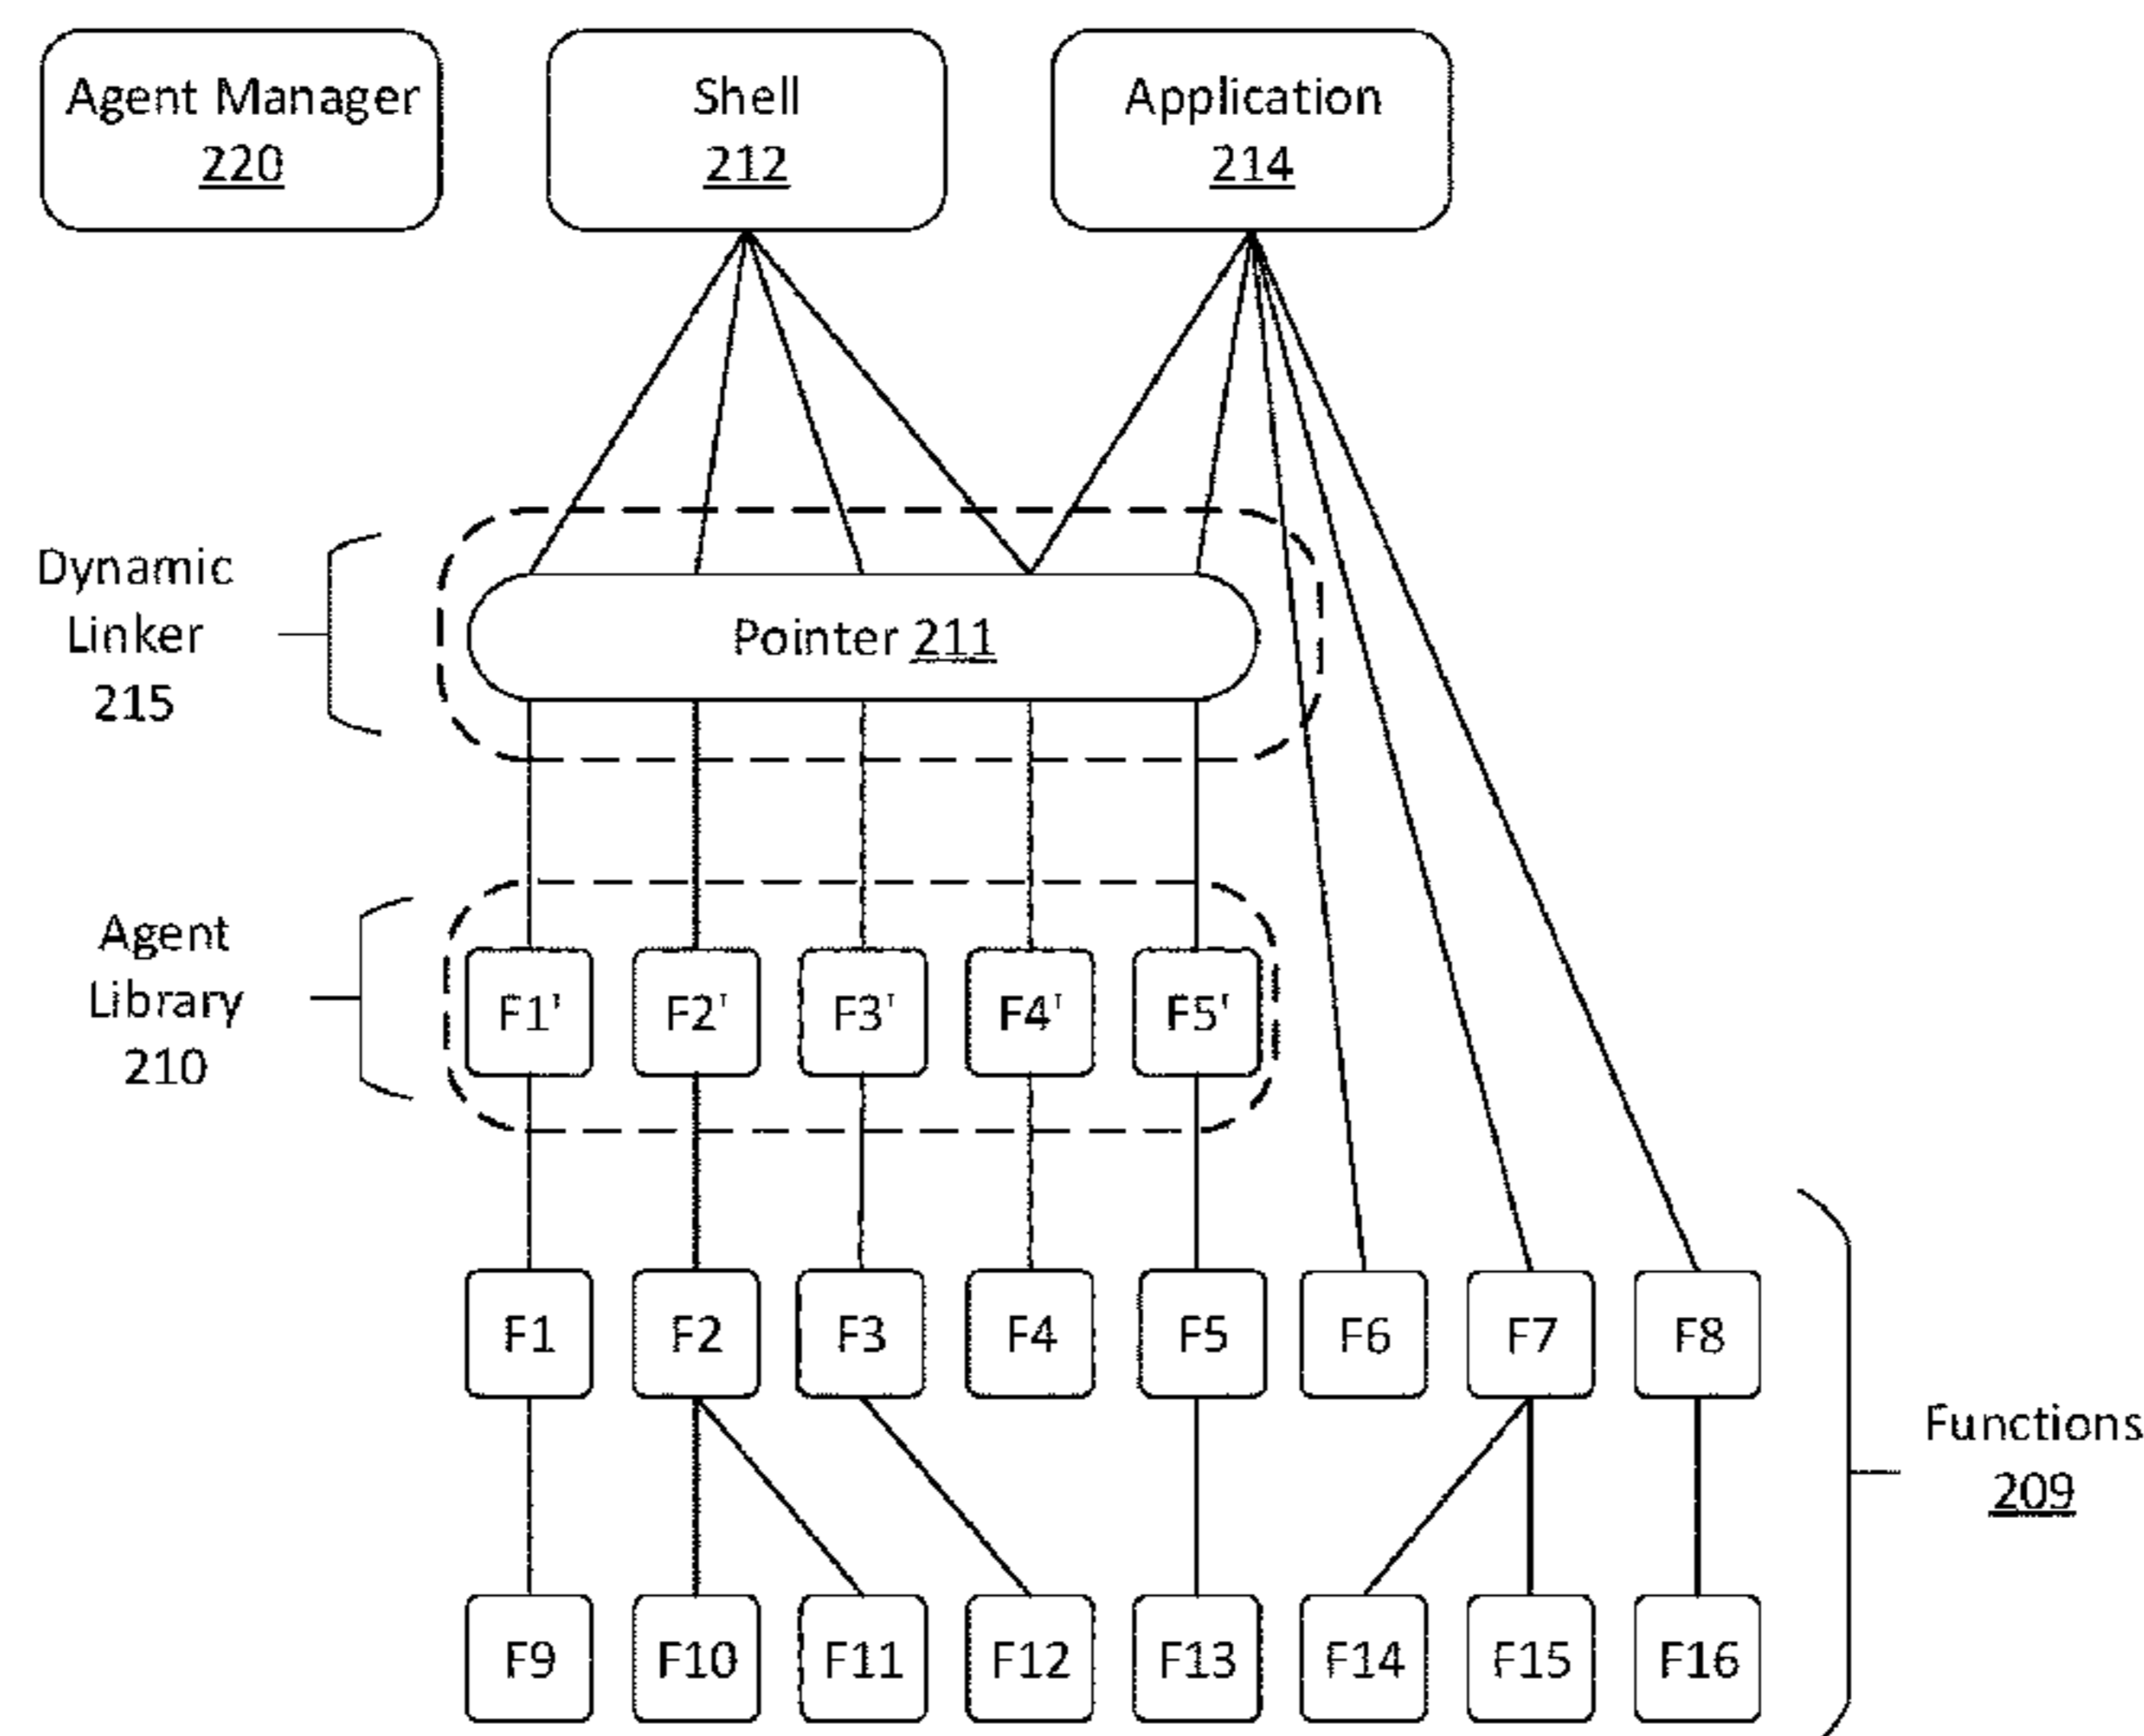 Agent Manager
220
Shell
212
Application
214
Dynamic
Linker
215
Pointer 211
Agent
Library
210
F1'
F2'
F3'
F4'
F5'
F1
F2
F3
F4
F5
F6
F7
F8
Functions
209
F9
F10
F11
F12
F13
F14
F15
F16